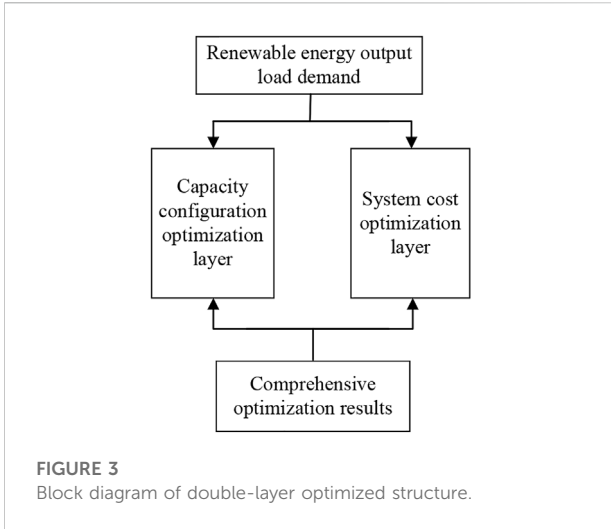 Renewable energy output
load demand
Capacity
configuration
optimization
layer
System cost
optimization
layer
Comprehensive
optimization results
FIGURE 3
Block diagram of double-layer optimized structure.